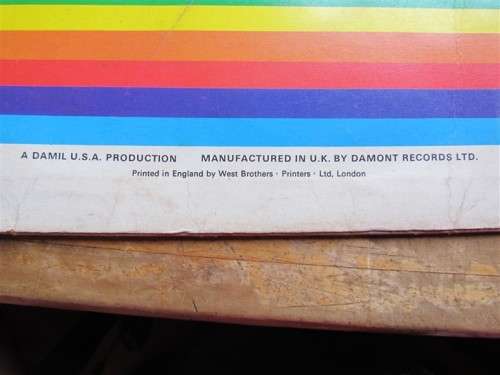 A DAMIL U.S.A. PRODUCTION MANUFACTURED IN U.K. BY DAMONT RECORDS LTD.
Printed in England by West Brothers · Printers · Ltd, London